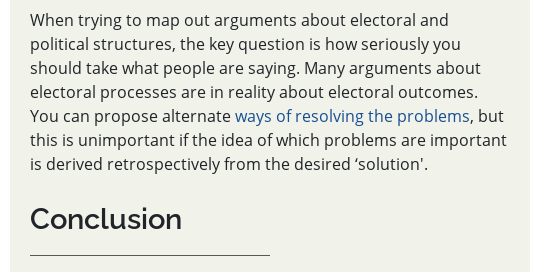 When trying to map out arguments about electoral and
political structures, the key question is how seriously you
should take what people are saying. Many arguments about
electoral processes are in reality about electoral outcomes.
You can propose alternate ways of resolving the problems, but
this is unimportant if the idea of which problems are important
is derived retrospectively from the desired ‘solution'.
Conclusion